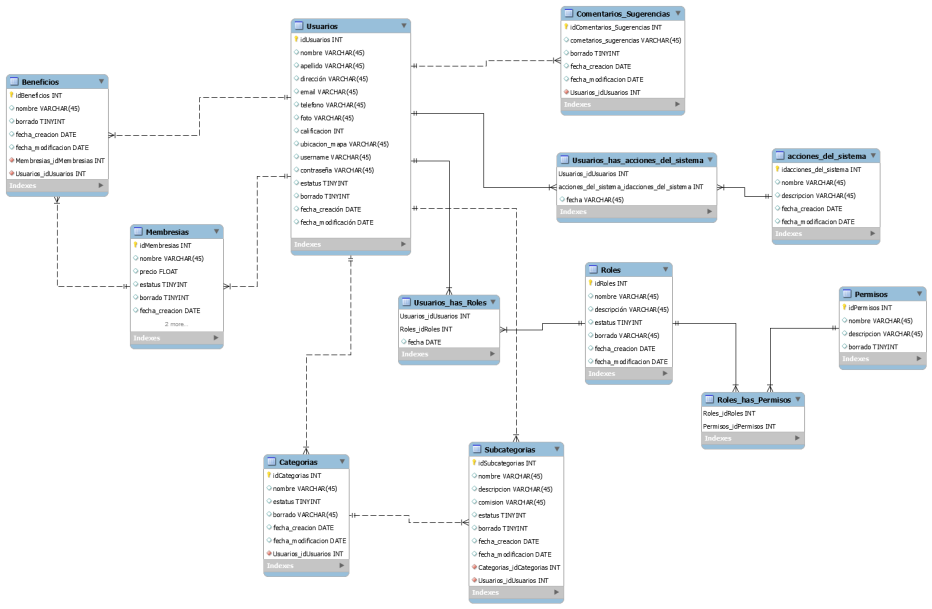 Usuarios
idUsuarios INT
nombre VARCHAR(45)
apellido VARCHAR(45)
dirección VARCHAR(45)
email VARCHAR(45)
telefono VARCHAR(45)
foto VARCHAR(45)
calificacion INT
ubicacion_mapa VARCHAR(45)
username VARCHAR(45)
contraseña VARCHAR(45)
estatus TINYINT
borrado TINYINT
fecha_creación DATE
fecha_modificación DATE
Indexes
Comentarios_Sugerencias
idComentarios_Sugerencias INT
cometarios_sugerencias VARCHAR(45)
borrado TINYINT
fecha_creacion DATE
fecha_modificacion DATE
Usuarios_idUsuarios INT
Indexes
Beneficios
idBeneficios INT
nombre VARCHAR(45)
borrado TINYINT
fecha_creacion DATE
fecha_modificacion DATE
Membresias_idMembresias INT
Usuarios_idUsuarios INT
Indexes
Usuarios_has_acciones_del_sistema
Usuarios_idUsuarios INT
acciones_del_sistema_idacciones_del_sistema INT
fecha VARCHAR(45)
Indexes
acciones_del_sistema
idacciones_del_sistema INT
nombre VARCHAR(45)
descripcion VARCHAR(45)
fecha_creacion DATE
fecha_modificacion DATE
Indexes
Membresias
idMembresias INT
nombre VARCHAR(45)
precio FLOAT
estatus TINYINT
borrado TINYINT
fecha_creacion DATE
2 more...
Indexes
Usuarios_has_Roles
Usuarios_idUsuarios INT
Roles_idRoles INT
fecha DATE
Indexes
Roles
idRoles INT
nombre VARCHAR(45)
descripción VARCHAR(45)
estatus TINYINT
borrado VARCHAR(45)
fecha_creacion DATE
fecha_modificacion DATE
Indexes
Permisos
idPermisos INT
nombre VARCHAR(45)
descripcion VARCHAR(45)
borrado TINYINT
Indexes
Roles_has_Permisos
Roles_idRoles INT
Permisos_idPermisos INT
Indexes
Categorias
idCategorias INT
nombre VARCHAR(45)
estatus TINYINT
borrado VARCHAR(45)
fecha_creacion DATE
fecha_modificacion DATE
Usuarios_idUsuarios INT
Indexes
Subcategorias
idSubcategorias INT
nombre VARCHAR(45)
descripcion VARCHAR(45)
comision VARCHAR(45)
estatus TINYINT
borrado TINYINT
fecha_creacion DATE
fecha_modificacion DATE
Categorias_idCategorias INT
Usuarios_idUsuarios INT
Indexes